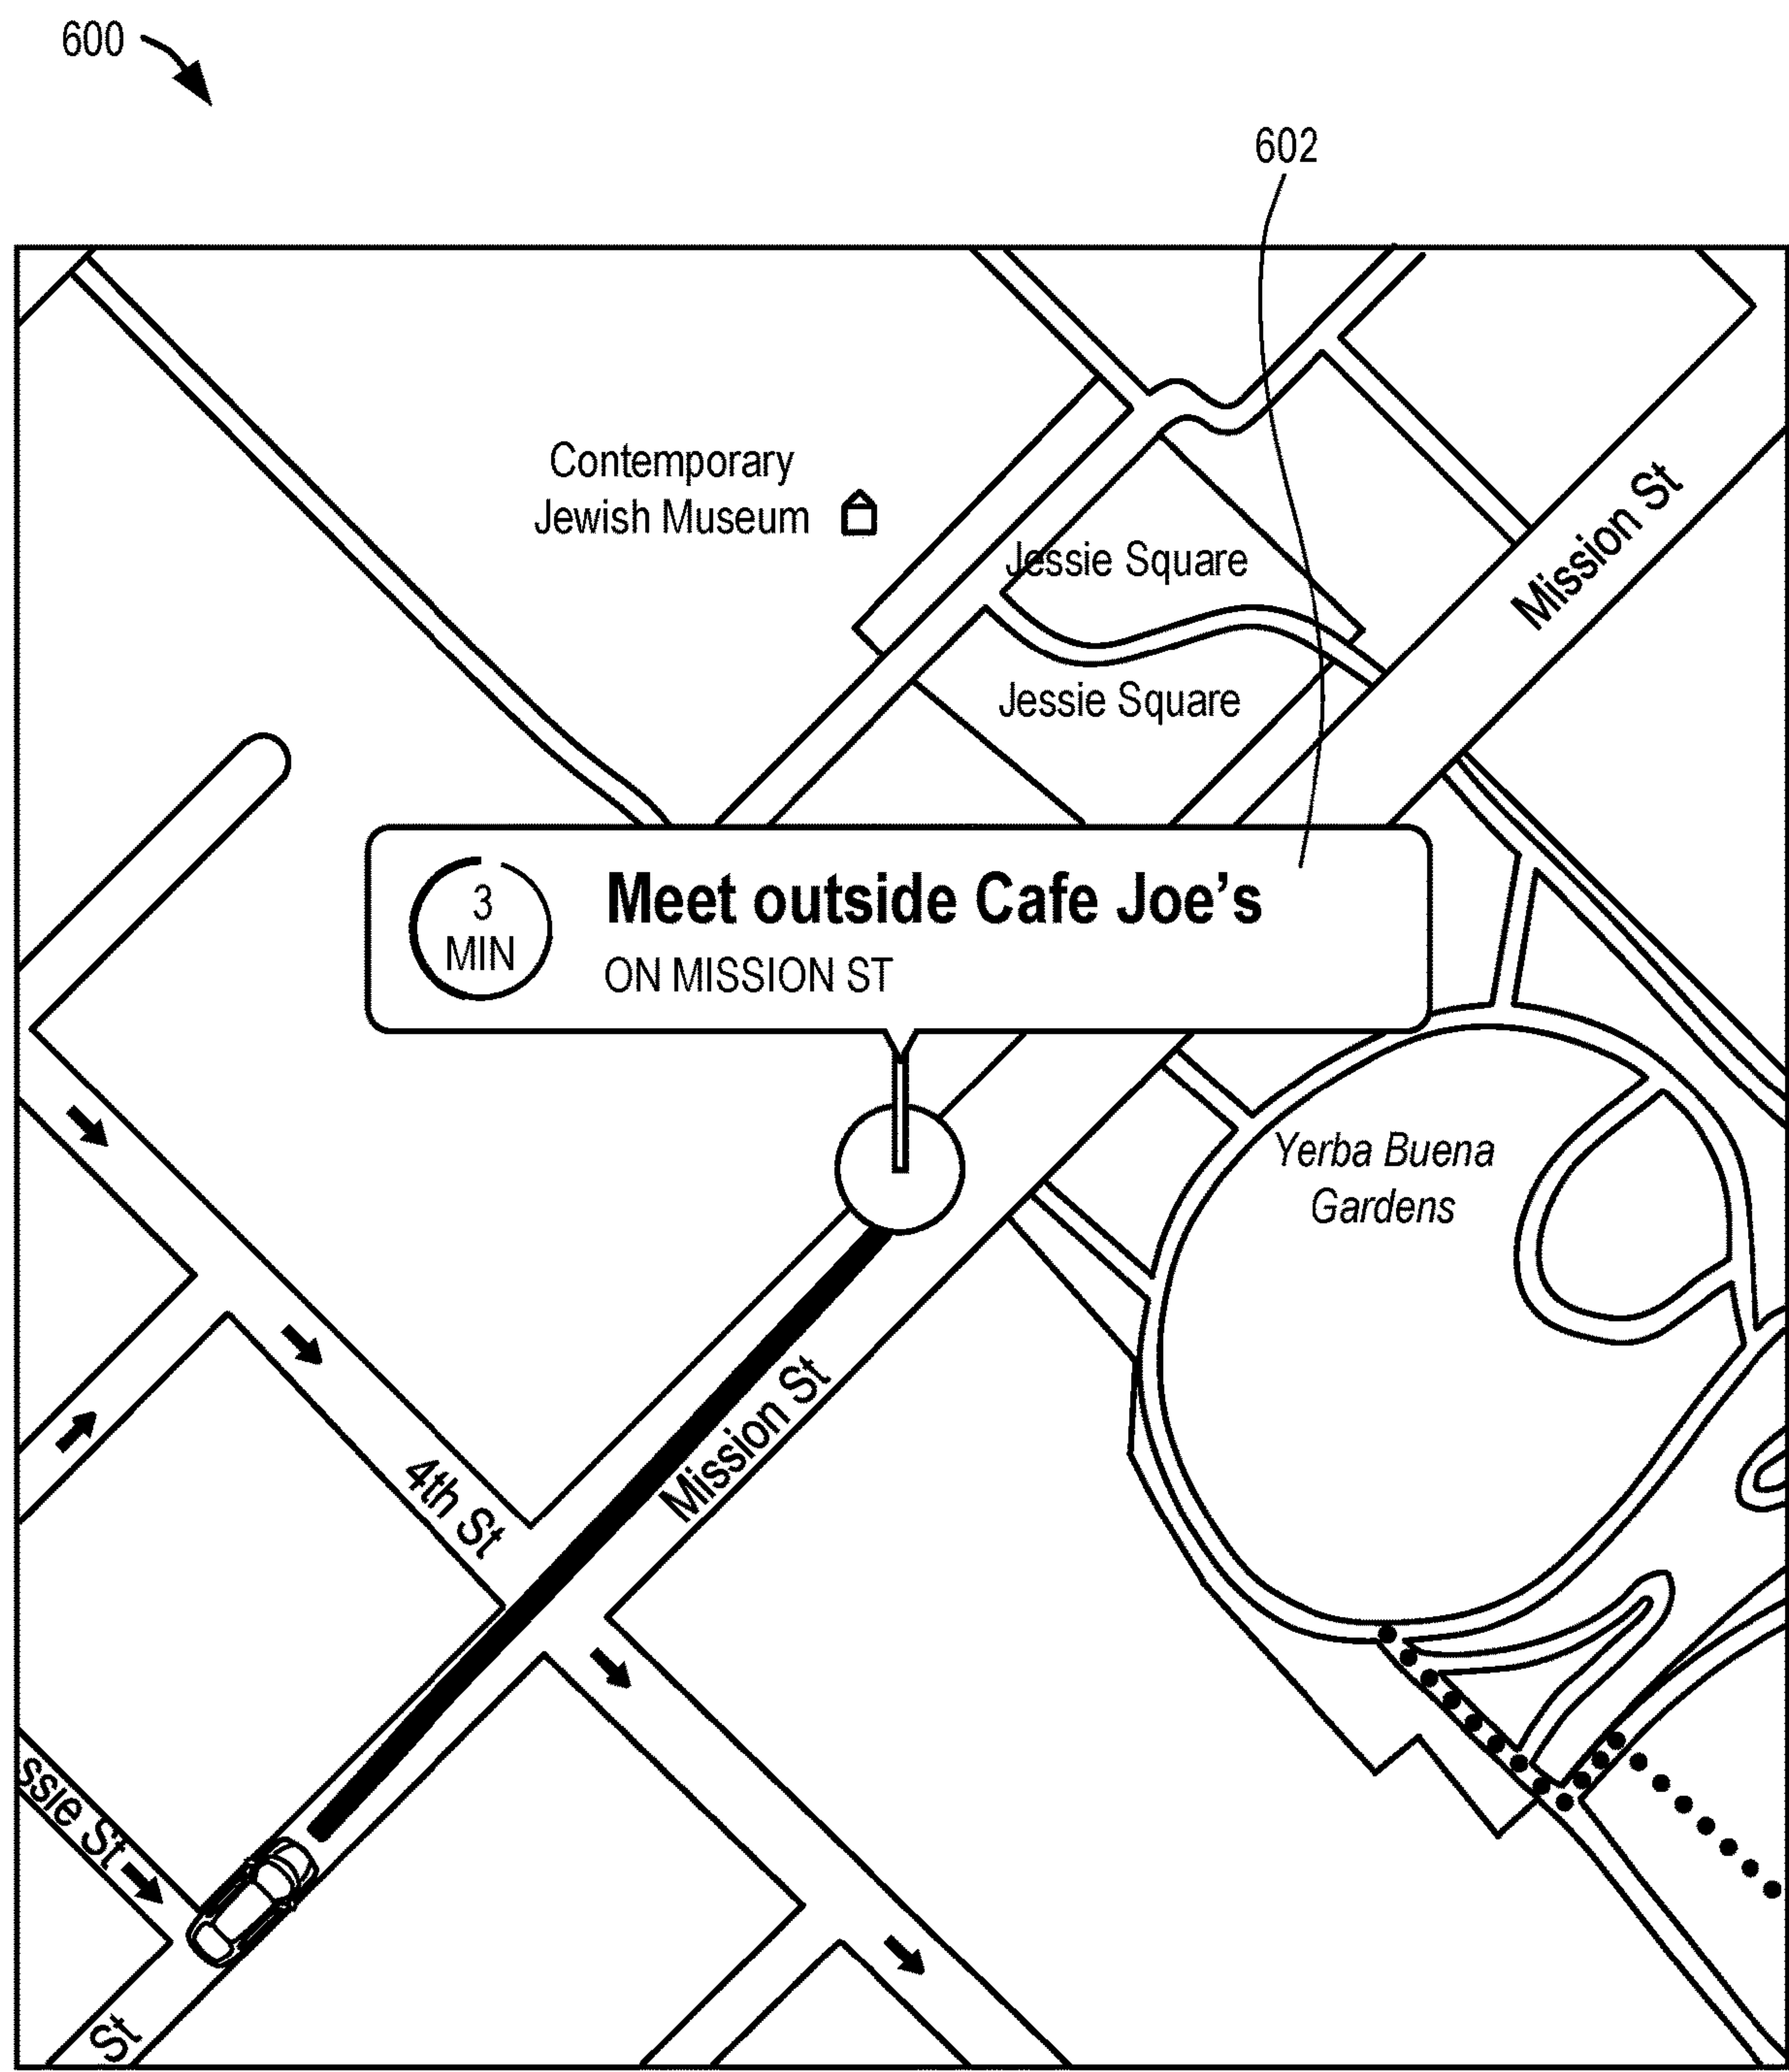 600
602
Contemporary
Jewish Museum
Jessie Square
Mission St
Jessie Square
3
MIN
Meet outside Cafe Joe's
ON MISSION ST
Yerba Buena
Gardens
Mission St
4th St
ssie St
St